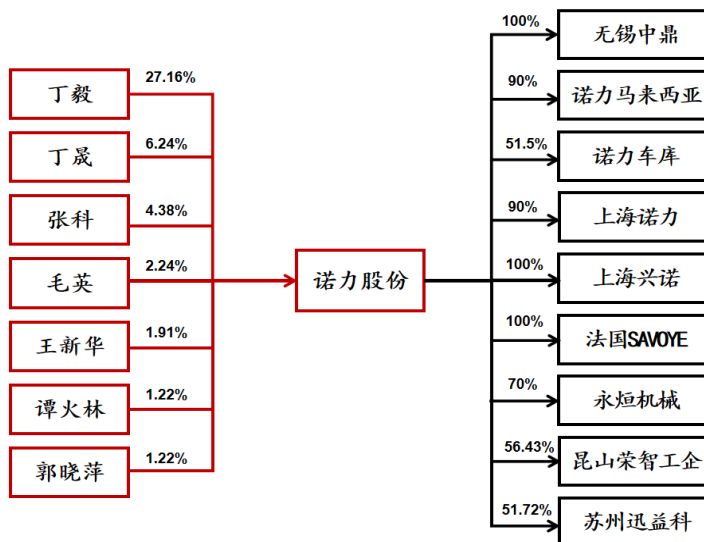 丁毅
27.16%
丁晟
6.24%
张科
4.38%
毛英
2.24%
王新华
1.91%
谭火林
1.22%
郭晓萍
1.22%
诺力股份
100%
无锡中鼎
90%
诺力马来西亚
51.5%
诺力车库
90%
上海诺力
100%
上海兴诺
100%
法国SAVOYE
70%
永烜机械
56.43%
昆山荣智工企
51.72%
苏州迅益科